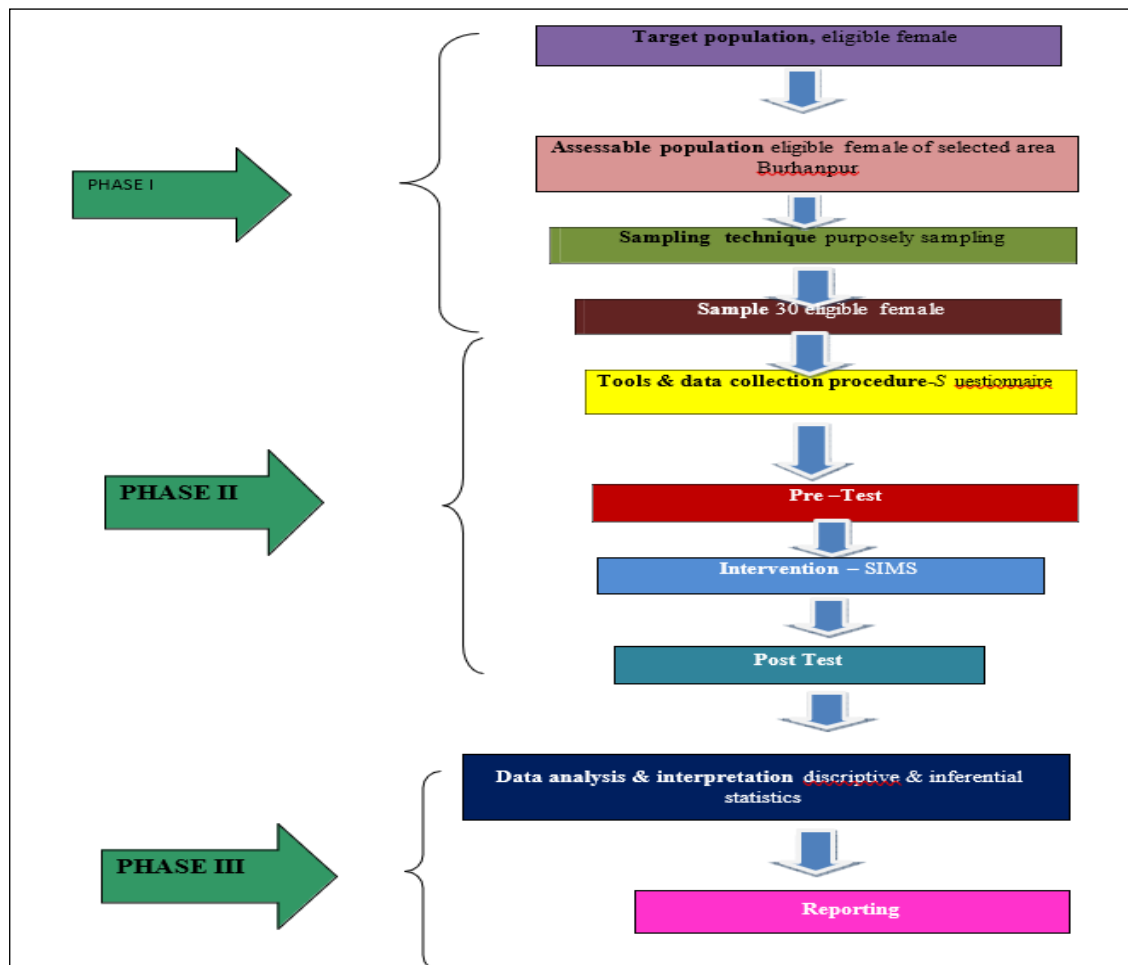 Target population, eligible female
Assessable population eligible female of selected area
Burhanpur
PHASE I
Sampling technique purposely sampling
Sample 30 eligible female
Tools & data collection procedure-S uestionnaire
PHASE II
Pre –Test
Intervention – SIMS
Post Test
Data analysis & interpretation discriptive & inferential
statistics
PHASE III
Reporting